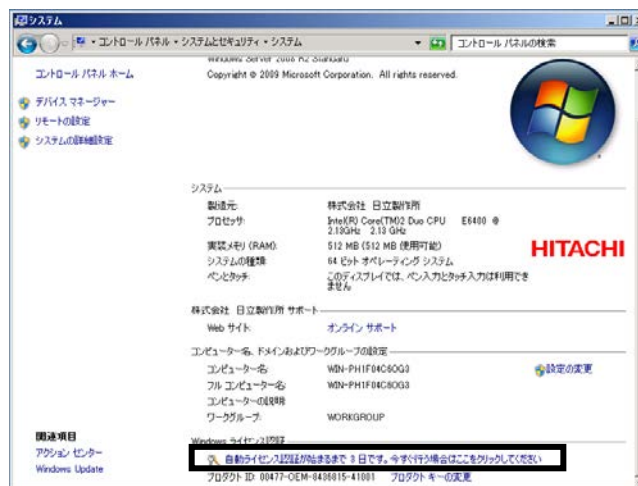 システム
コントロール パネル ▸ システムとセキュリティ ▸ システム
コントロール パネルの検索
コントロール パネル ホーム
Windows Server 2008 R2 Standard
Copyright © 2009 Microsoft Corporation. All rights reserved.
デバイス マネージャー
リモートの設定
システムの詳細設定
システム
製造元: 株式会社 日立製作所
プロセッサ: Intel(R) Core(TM)2 Duo CPU E6400 @
2.13GHz 2.13 GHz
HITACHI
実装メモリ (RAM): 512 MB (512 MB 使用可能)
システムの種類: 64 ビット オペレーティング システム
ペンとタッチ: このディスプレイでは、ペン入力とタッチ入力は利用でき
ません
株式会社 日立製作所 サポート
Web サイト: オンライン サポート
コンピューター名、ドメインおよびワークグループの設定
コンピューター名: WIN-PH1F04C6OG3
設定の変更
フル コンピューター名: WIN-PH1F04C6OG3
コンピューターの説明:
ワークグループ: WORKGROUP
Windows ライセンス認証
自動ライセンス認証が始まるまで 3 日です。今すぐ行う場合はここをクリックしてください
プロダクト ID: 00477-OEM-8436815-41001 プロダクト キーの変更
関連項目
アクション センター
Windows Update